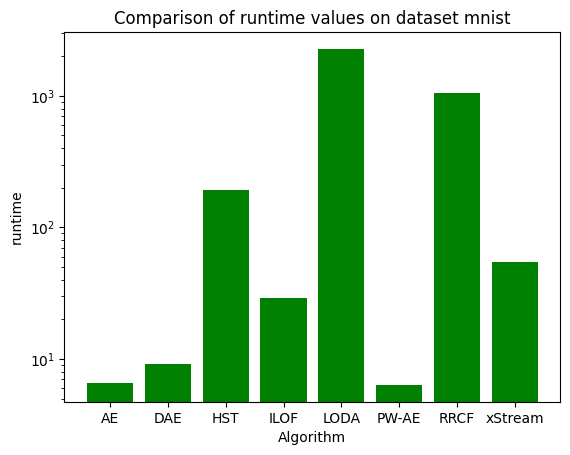 Comparison of runtime values on dataset mnist
runtime
10³
10²
10¹
AE DAE HST ILOF LODA PW-AE RRCF xStream
Algorithm